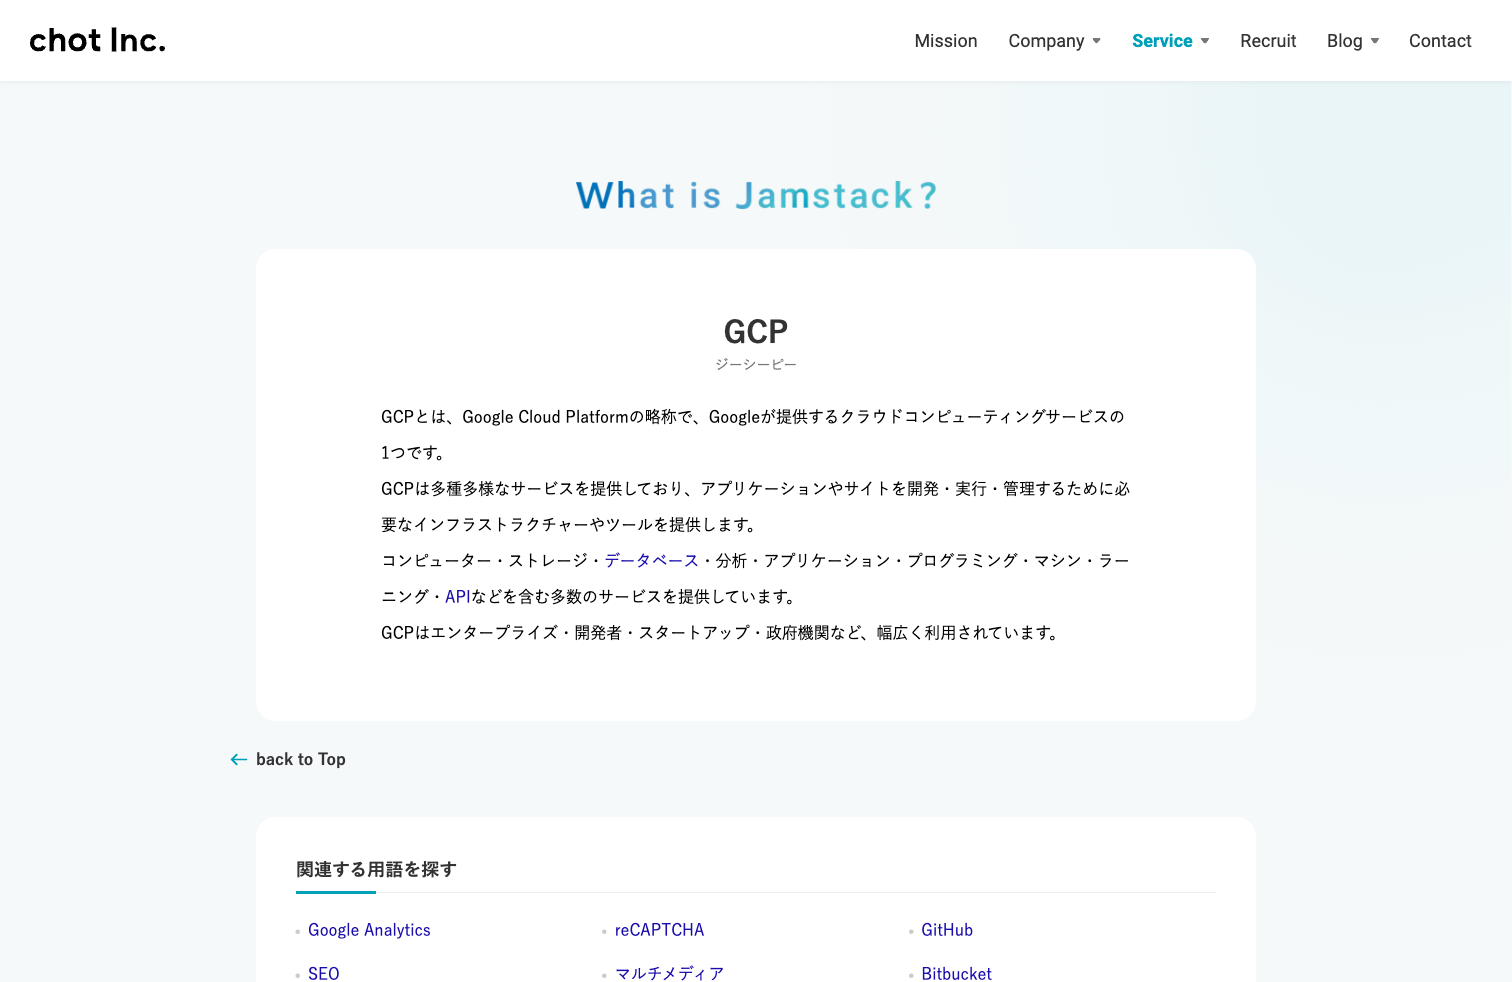 chot Inc.
Mission Company Service Recruit Blog Contact
What is Jamstack?
GCP
ジーシーピー
GCPとは、Google Cloud Platformの略称で、Googleが提供するクラウドコンピューティングサービスの
1つです。
GCPは多種多様なサービスを提供しており、アプリケーションやサイトを開発・実行・管理するために必
要なインフラストラクチャーやツールを提供します。
コンピューター・ストレージ・データベース・分析・アプリケーション・プログラミング・マシン・ラー
ニング・APIなどを含む多数のサービスを提供しています。
GCPはエンタープライズ・開発者・スタートアップ・政府機関など、幅広く利用されています。
back to Top
関連する用語を探す
Google Analytics reCAPTCHA GitHub
SEO マルチメディア Bitbucket